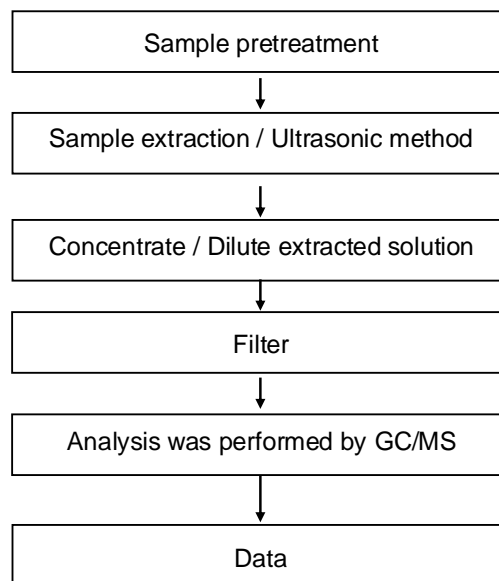 Sample pretreatment
Sample extraction / Ultrasonic method
Concentrate / Dilute extracted solution
Filter
Analysis was performed by GC/MS
Data